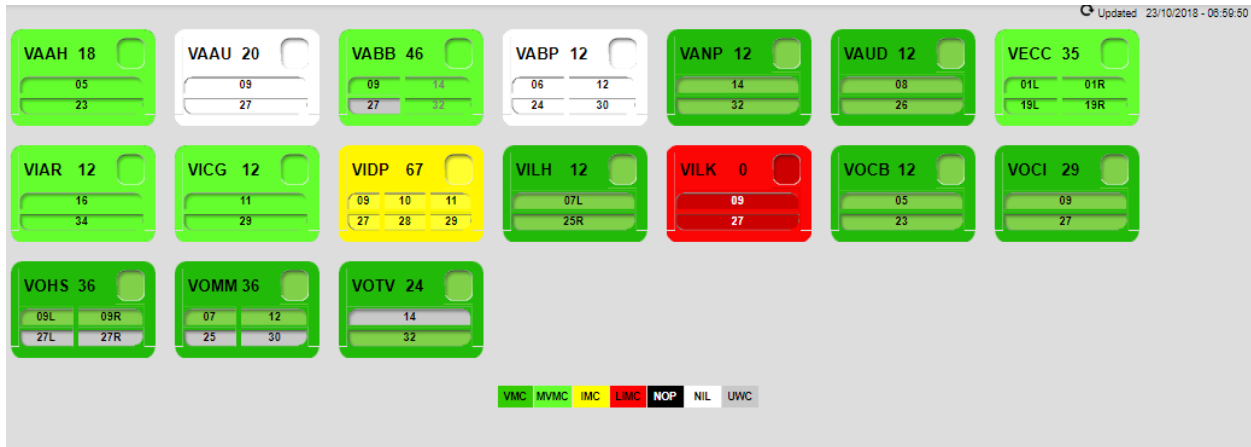 Updated 23/10/2018 - 06:59:50
VAAH 18
05
23
VAAU 20
09
27
VABB 46
09 14
27 32
VABP 12
06 12
24 30
VANP 12
14
32
VAUD 12
08
26
VECC 35
01L 01R
19L 19R
VIAR 12
16
34
VICG 12
11
29
VIDP 67
09 10 11
27 28 29
VILH 12
07L
25R
VILK 0
09
27
VOCB 12
05
23
VOCI 29
09
27
VOHS 36
09L 09R
27L 27R
VOMM 36
07 12
25 30
VOTV 24
14
32
VMC MVMC IMC LIMC NOP NIL UWC